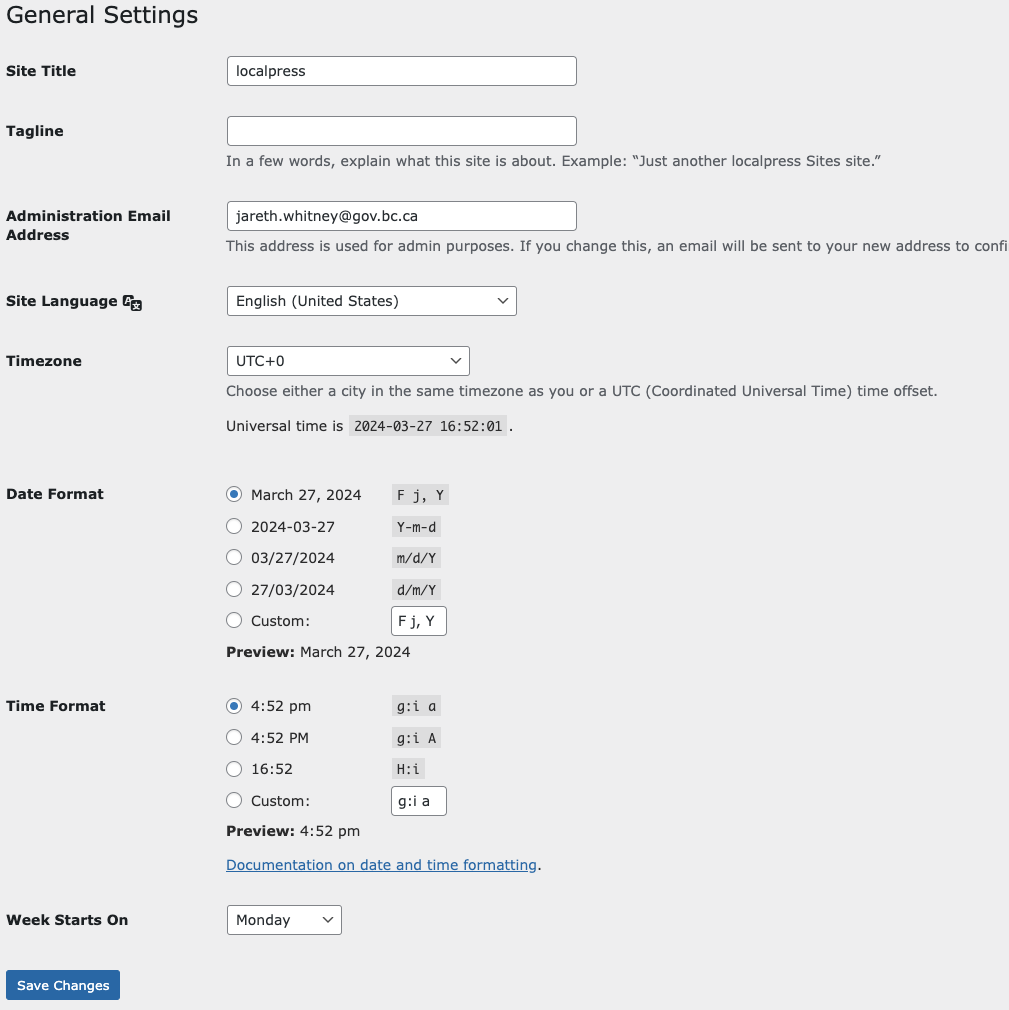 General Settings
Site Title
localpress
Tagline
In a few words, explain what this site is about. Example: “Just another localpress Sites site.”
Administration Email
Address
jareth.whitney@gov.bc.ca
This address is used for admin purposes. If you change this, an email will be sent to your new address to confi
Site Language
English (United States)
Timezone
UTC+0
Choose either a city in the same timezone as you or a UTC (Coordinated Universal Time) time offset.
Universal time is 2024-03-27 16:52:01 .
Date Format
March 27, 2024 F j, Y
2024-03-27 Y-m-d
03/27/2024 m/d/Y
27/03/2024 d/m/Y
Custom: F j, Y
Preview: March 27, 2024
Time Format
4:52 pm g:i a
4:52 PM g:i A
16:52 H:i
Custom: g:i a
Preview: 4:52 pm
Documentation on date and time formatting.
Week Starts On
Monday
Save Changes